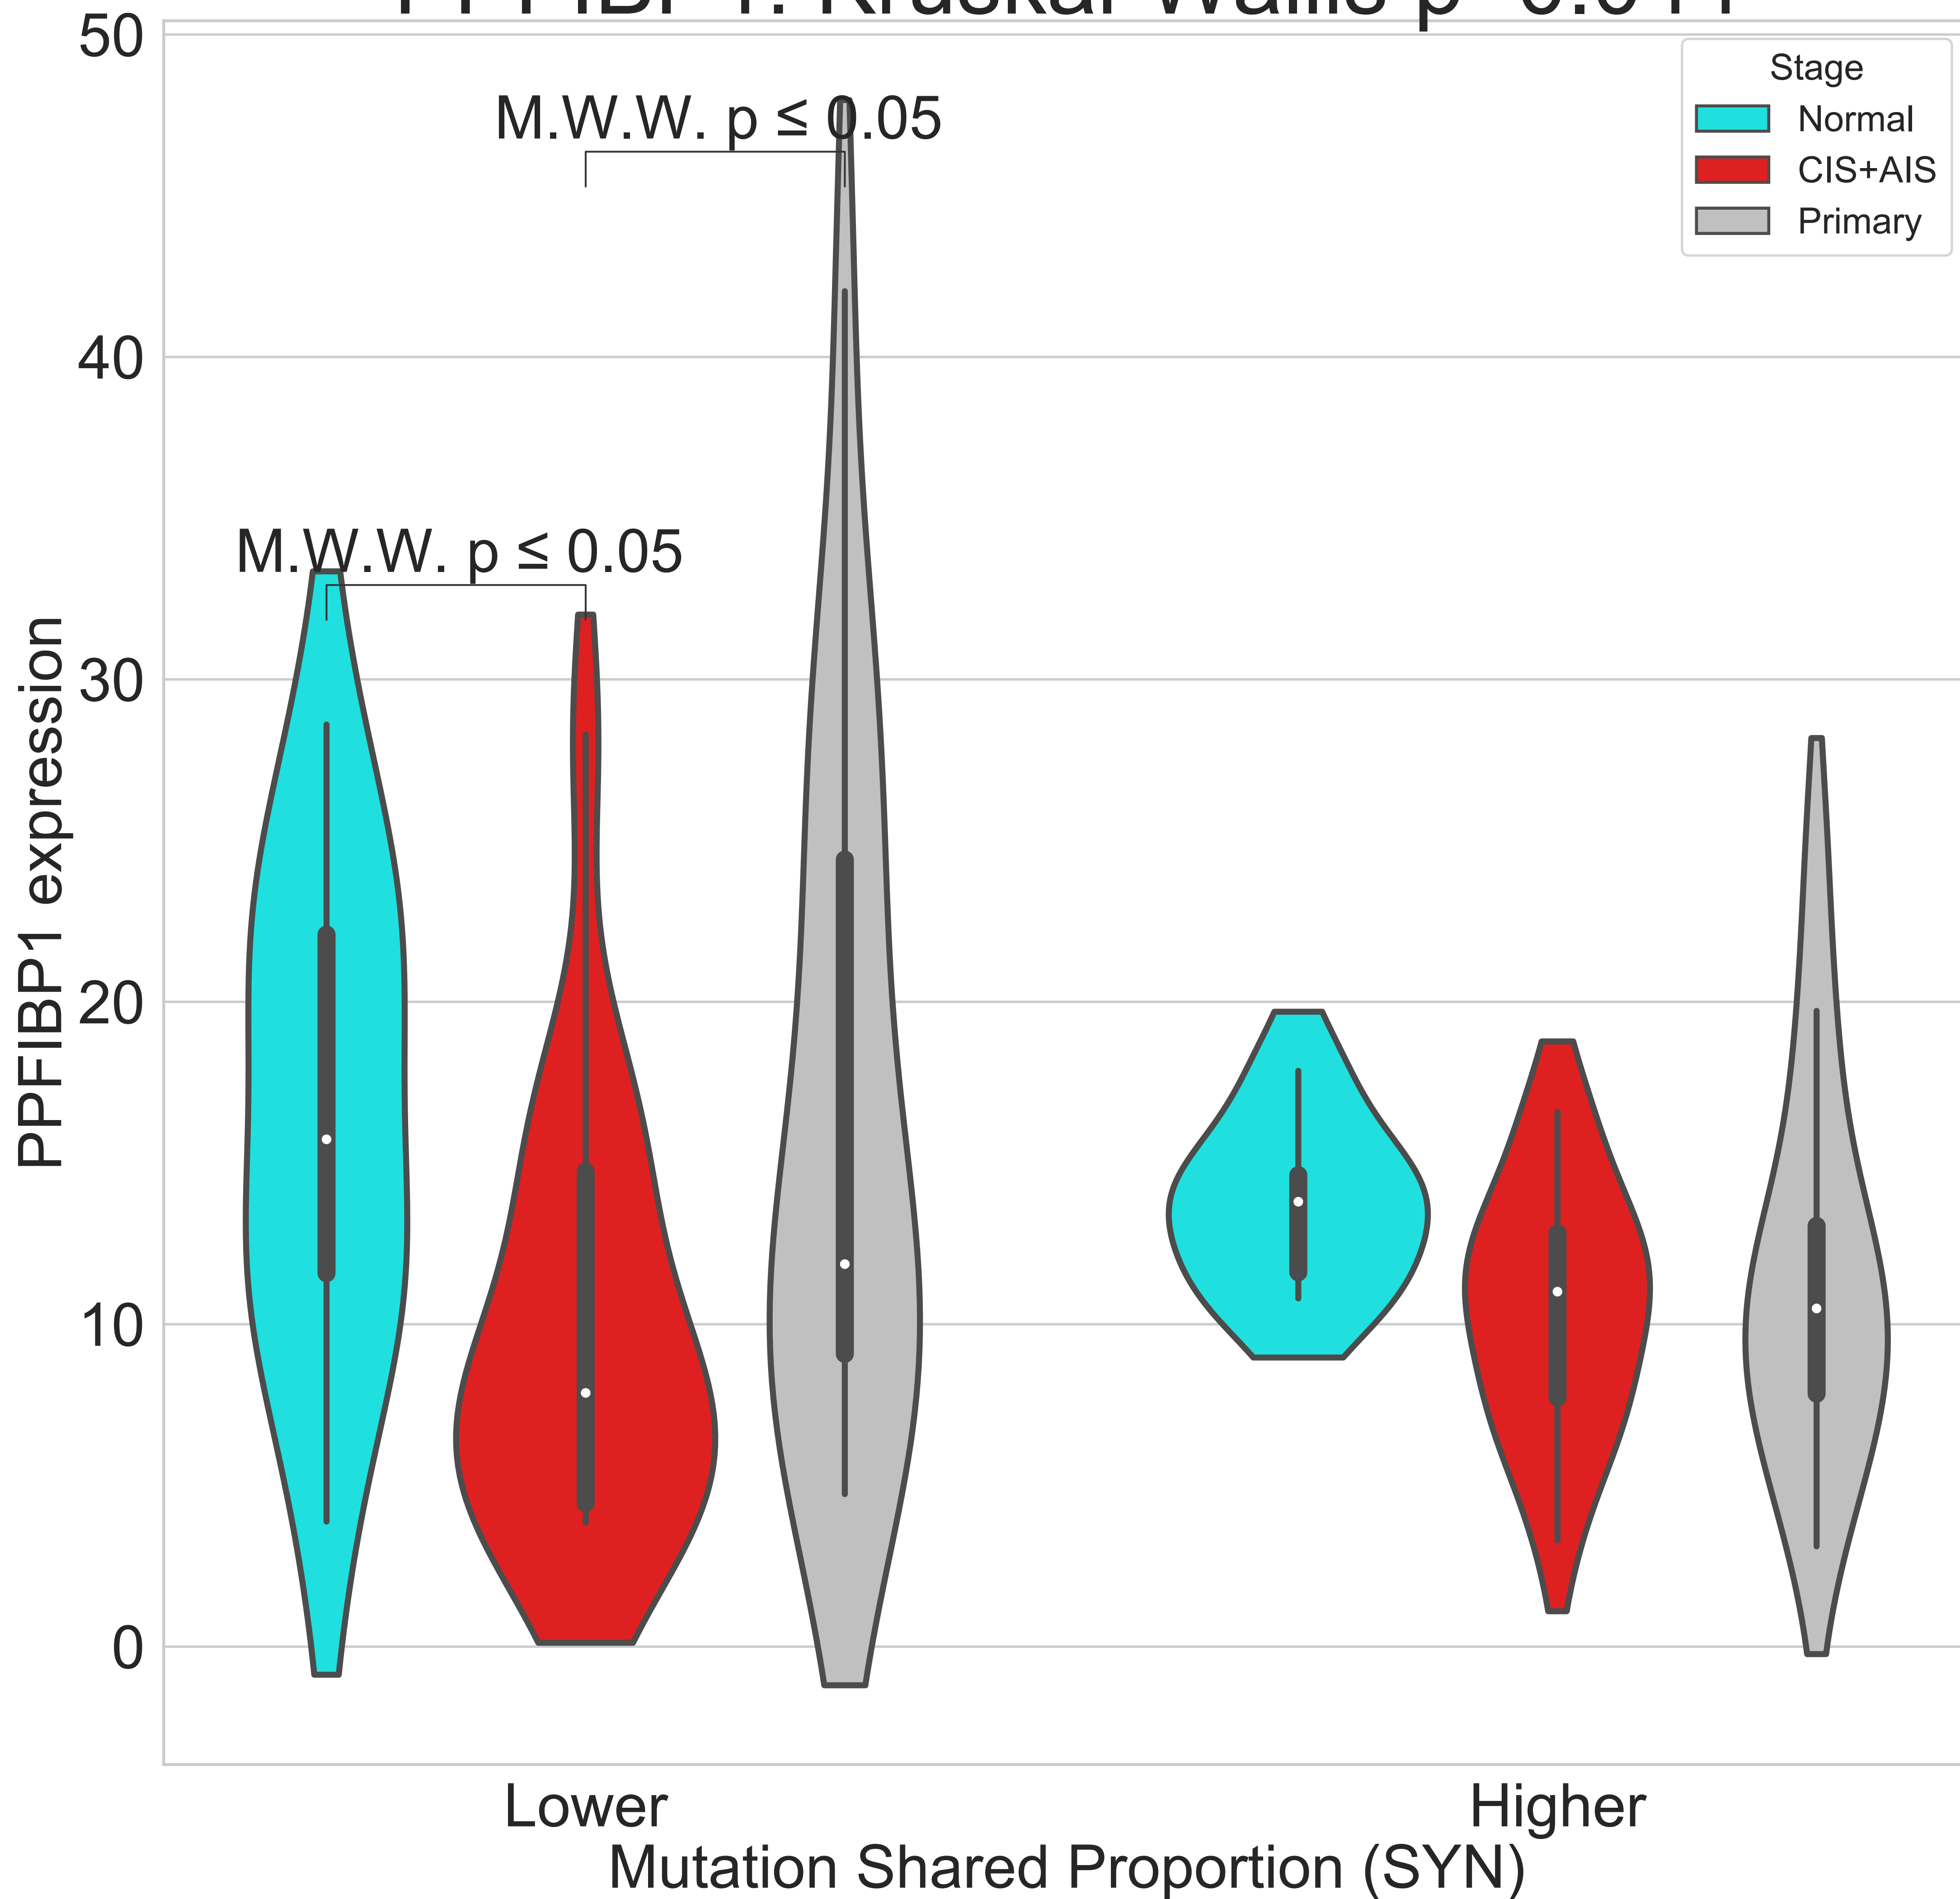 50
40
30
20
10
0
PPFIBP1 expression
M.W.W. p ≤ 0.05
M.W.W. p ≤ 0.05
Stage
Normal
CIS+AIS
Primary
Lower
Higher
Mutation Shared Proportion (SYN)